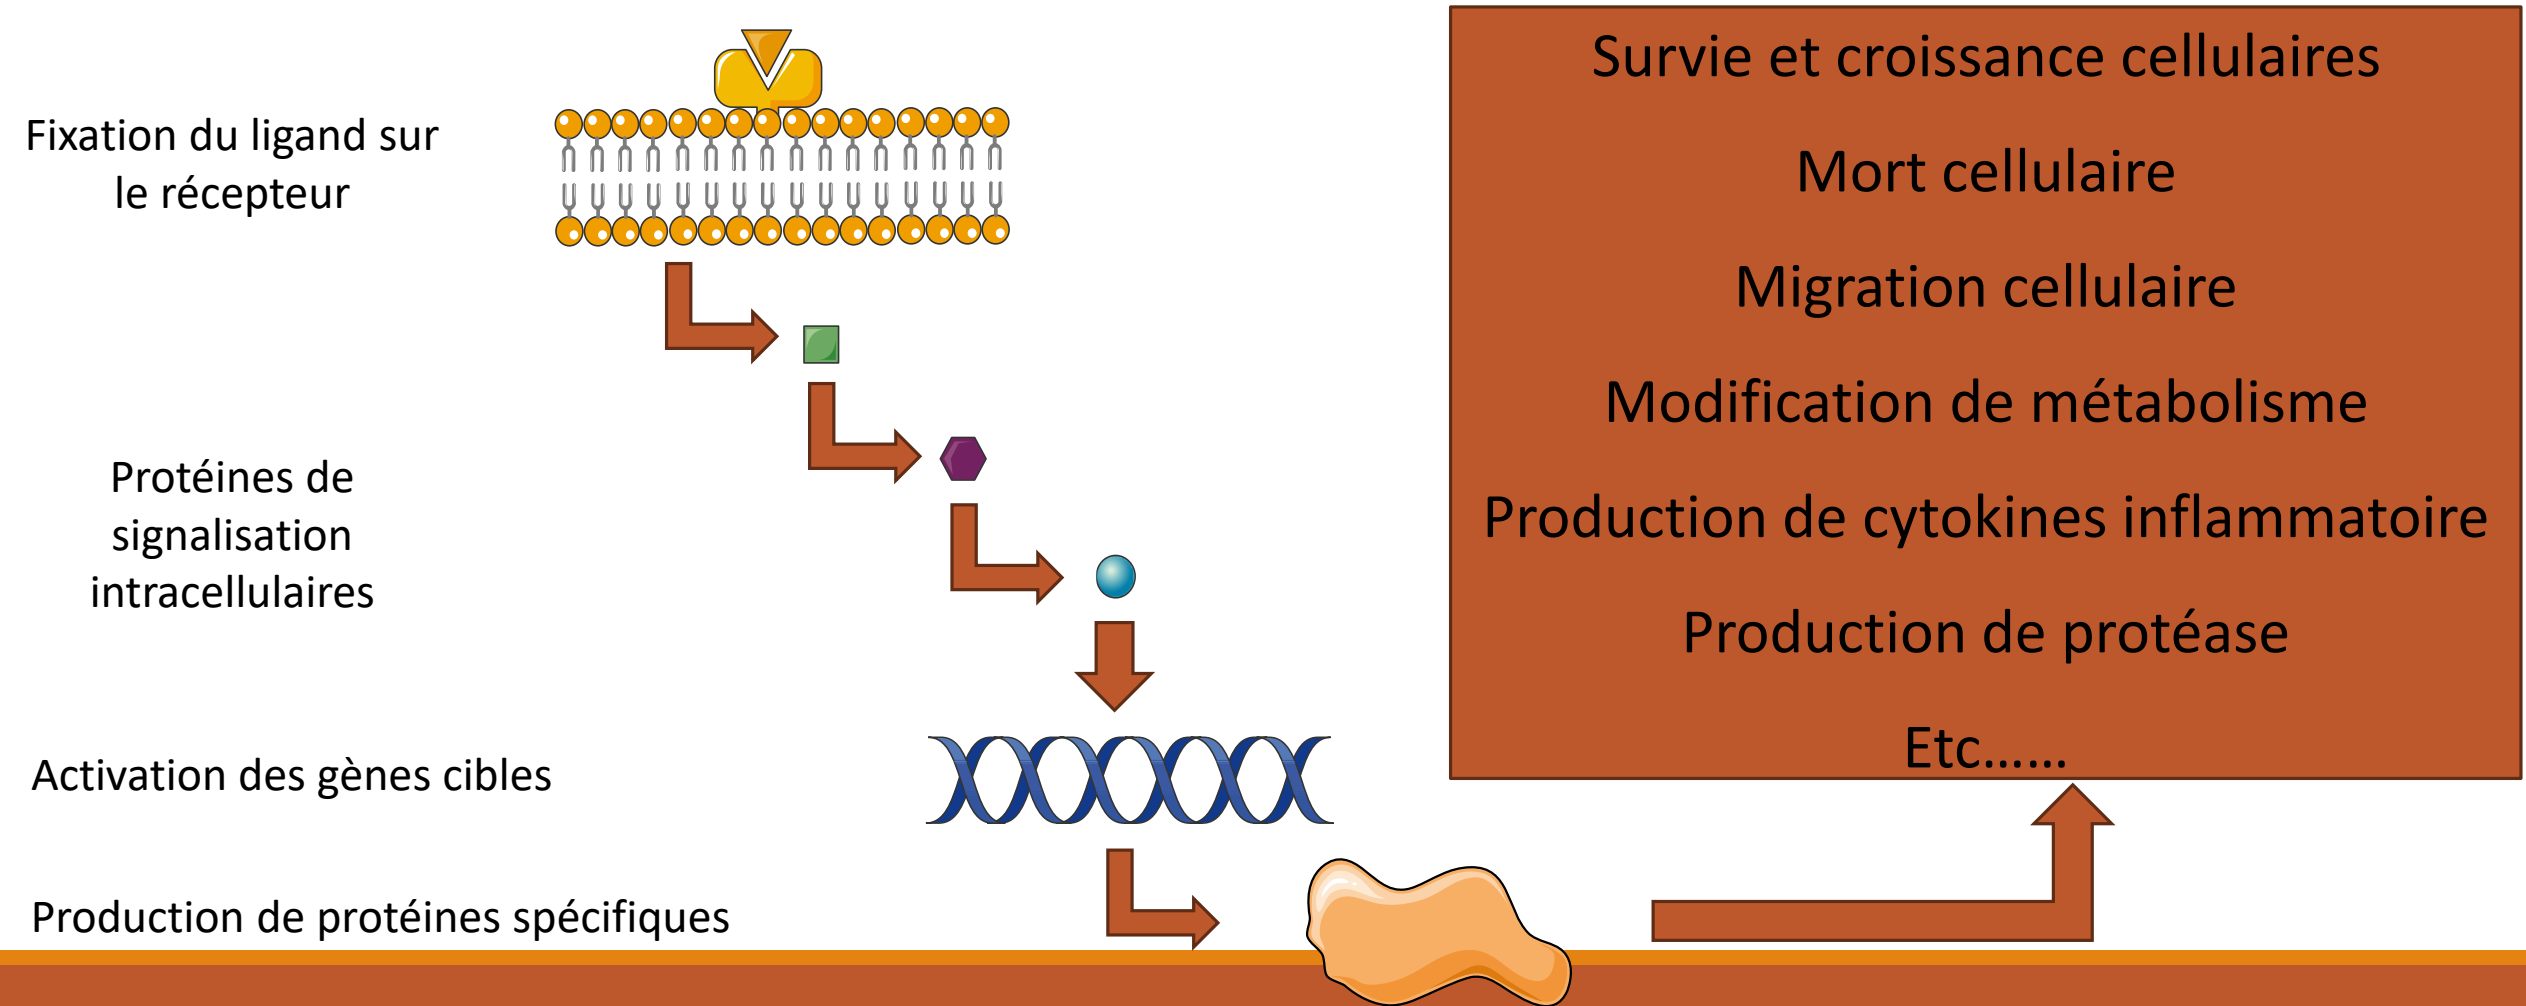 Fixation du ligand sur
le récepteur
Protéines de
signalisation
intracellulaires
Activation des gènes cibles
Production de protéines spécifiques
Survie et croissance cellulaires
Mort cellulaire
Migration cellulaire
Modification de métabolisme
Production de cytokines inflammatoire
Production de protéase
Etc......